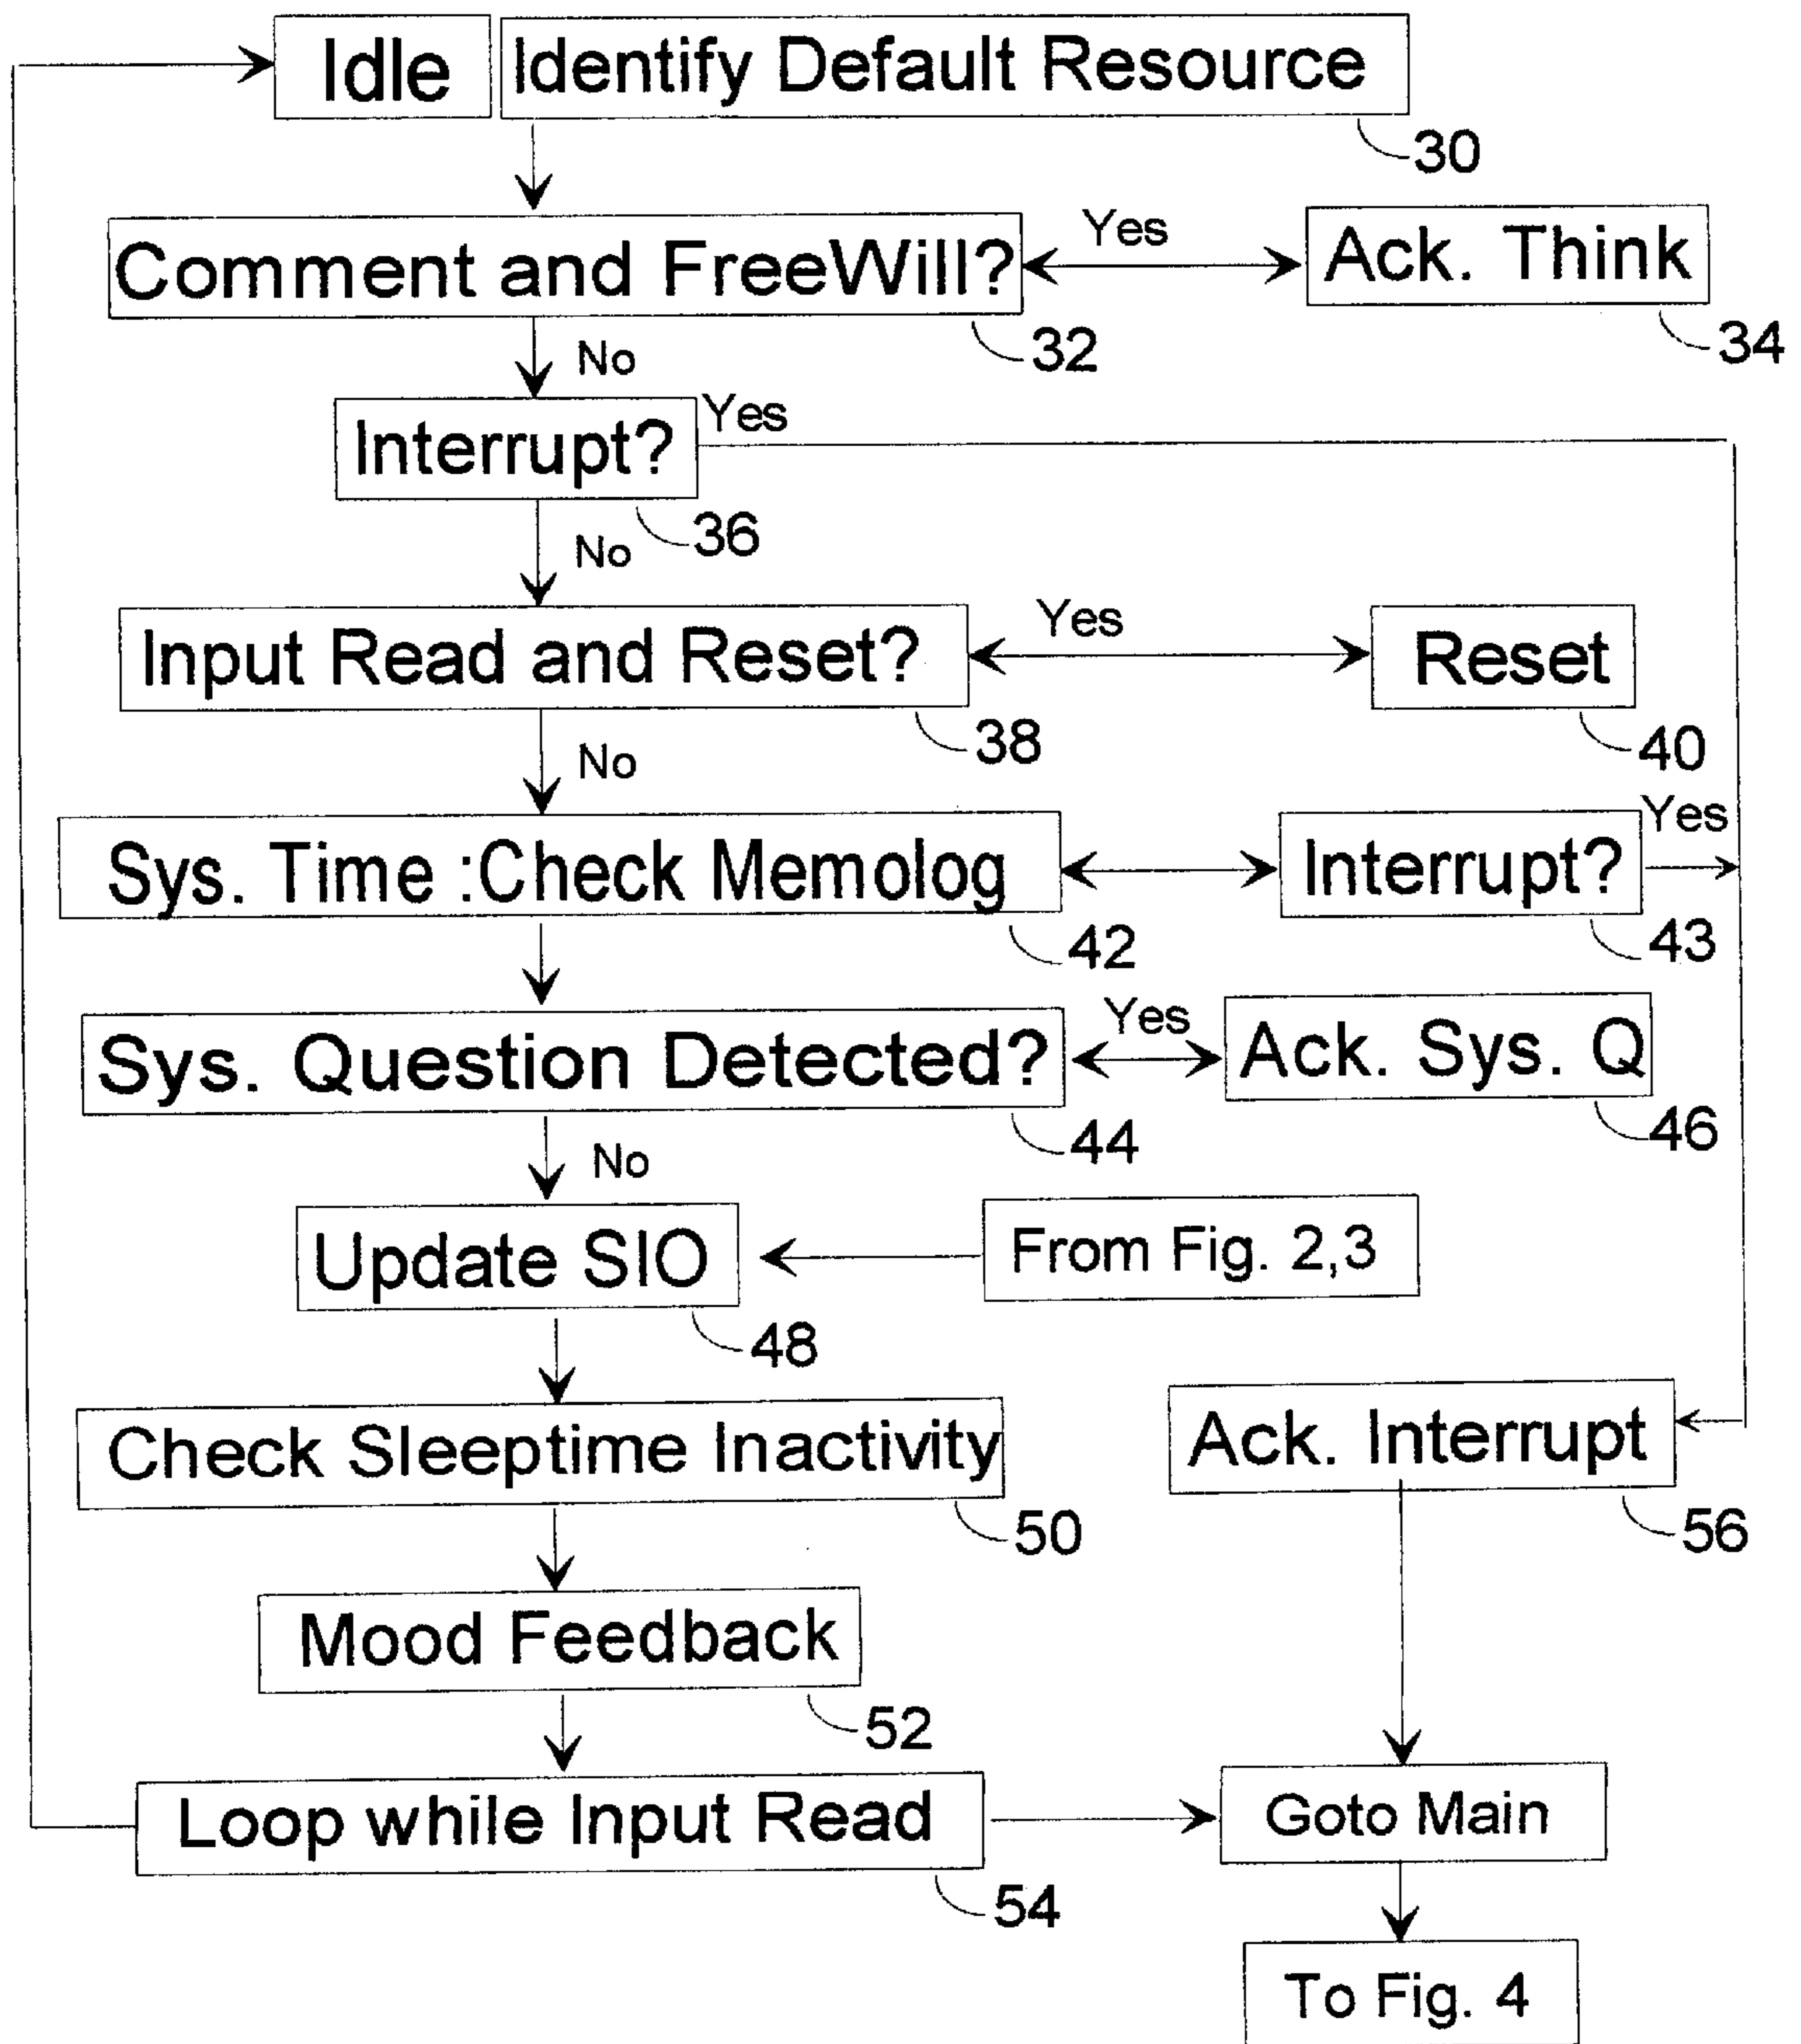 Idle
Identify Default Resource
30
Comment and FreeWill?
Yes
Ack. Think
32
34
No
Interrupt?
Yes
36
No
Input Read and Reset?
Yes
Reset
38
40
No
Sys. Time :Check Memolog
Interrupt?
Yes
42
43
Sys. Question Detected?
Yes
Ack. Sys. Q
44
46
No
Update SIO
From Fig. 2,3
48
Check Sleeptime Inactivity
Ack. Interrupt
50
56
Mood Feedback
52
Loop while Input Read
Goto Main
54
To Fig. 4